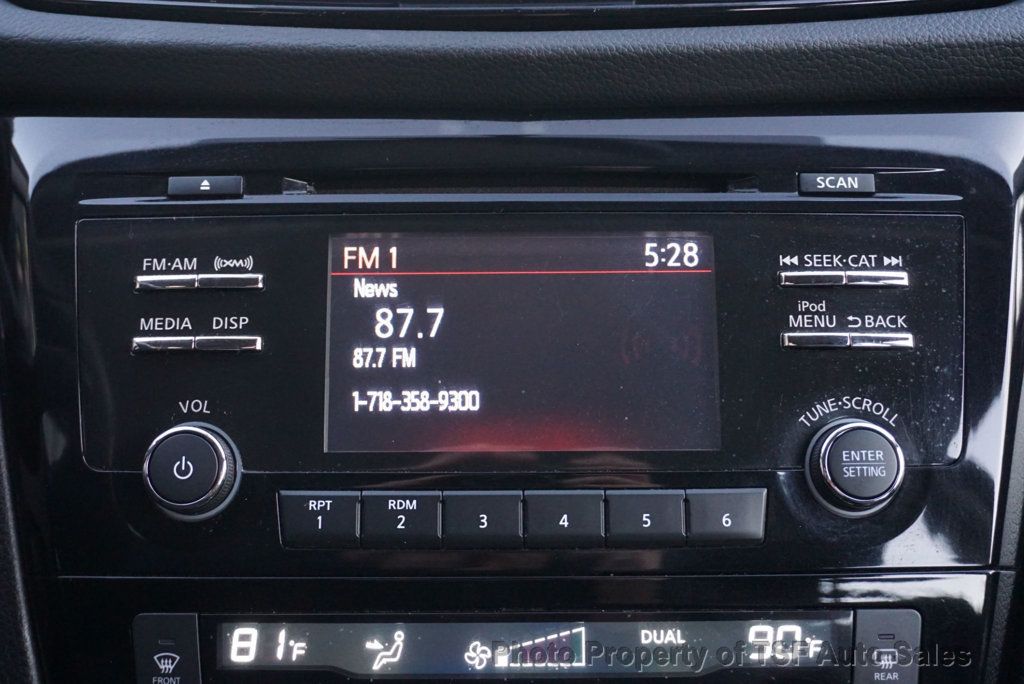 SCAN
FM·AM
((XM))
SEEK·CAT
FM 1
5:28
News
87.7
87.7 FM
1-718-358-9300
MEDIA
DISP
iPod
MENU
BACK
VOL
TUNE·SCROLL
ENTER
SETTING
RPT
1
RDM
2
3
4
5
6
81°F
DUAL
90°F
FRONT
REAR
Photo Property of TSF Auto Sales